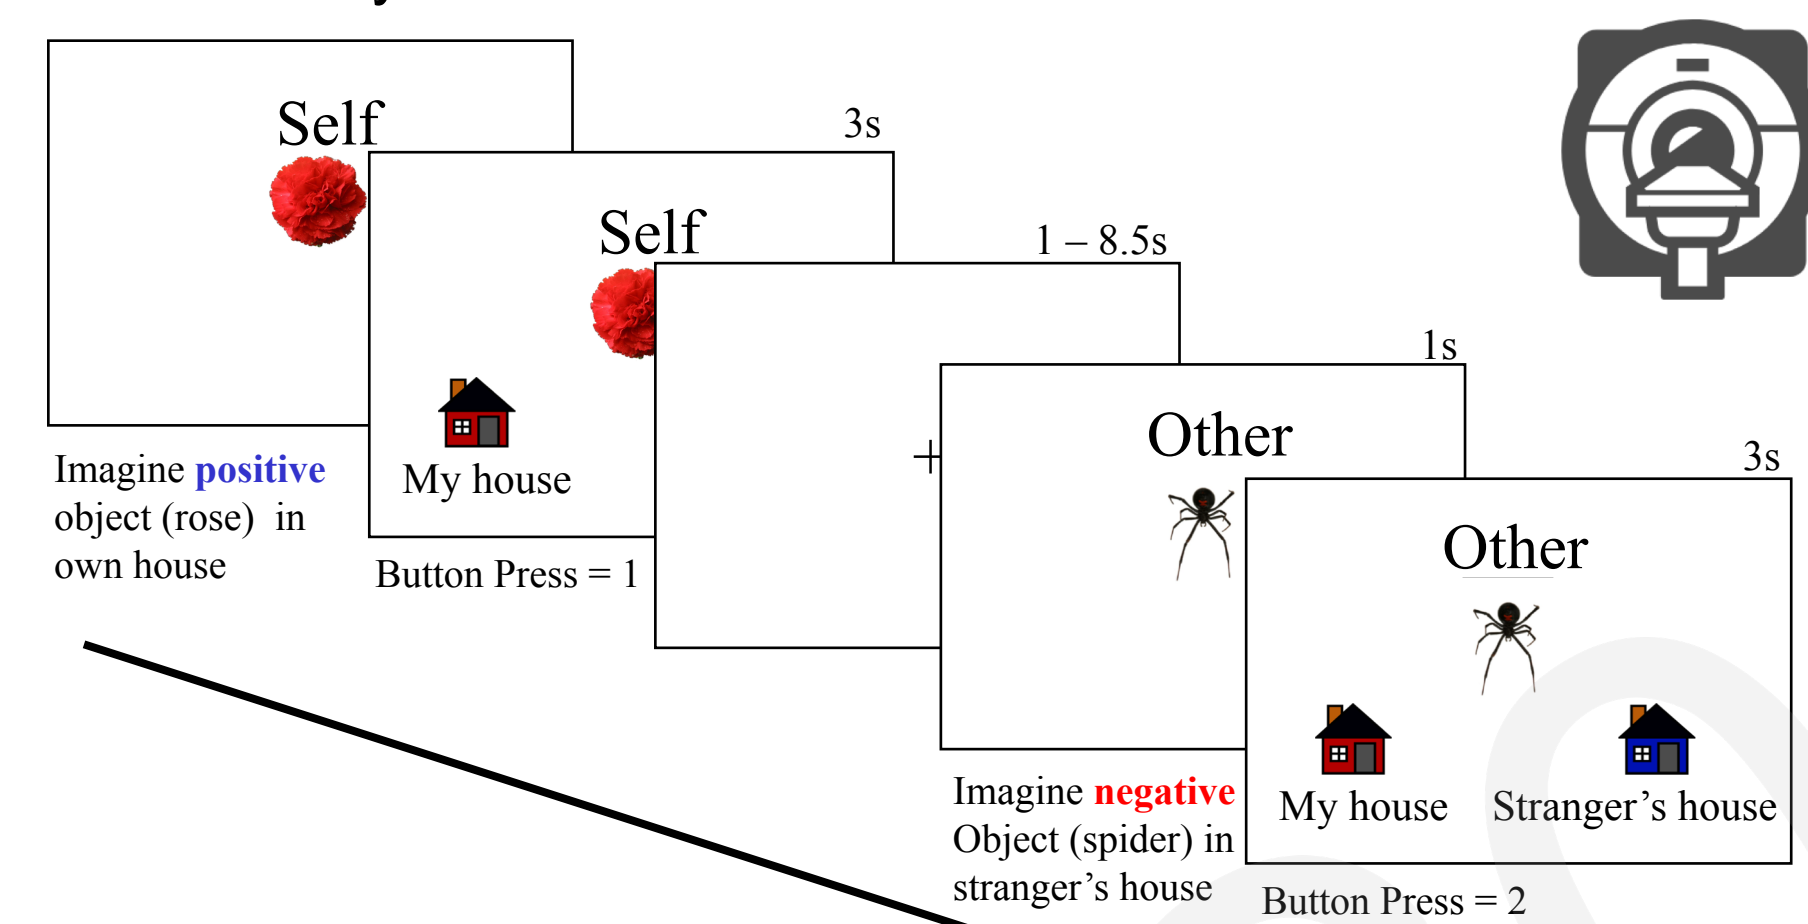 Self
3s
Self
1 – 8.5s
1s
Other
+
3s
Imagine positive
object (rose) in
own house
My house
Button Press = 1
Other
Imagine negative
Object (spider) in
stranger's house
My house
Stranger's house
Button Press = 2